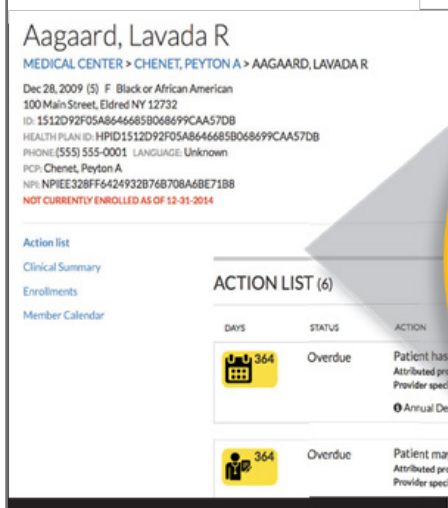 Aagaard, Lavada R
MEDICAL CENTER > CHENET, PEYTON A > AAGAARD, LAVADA R
Dec 28, 2009 (5) F Black or African American
100 Main Street, Eldred NY 12732
ID: 1512D92F05A8646685B068699CAA57DB
HEALTH PLAN ID: HPID1512D92F05A8646685B068699CAA57DB
PHONE:(555) 555-0001 LANGUAGE: Unknown
PCP: Chenet, Peyton A
NPI: NPIEE328FF6424932B76B708A6BE71B8
NOT CURRENTLY ENROLLED AS OF 12-31-2014
Action list
Clinical Summary
Enrollments
Member Calendar
ACTION LIST (6)
DAYS STATUS ACTION
364 Overdue Patient has
Attributed pro
Provider speci
Annual De
364 Overdue Patient may
Attributed pro
Provider speci